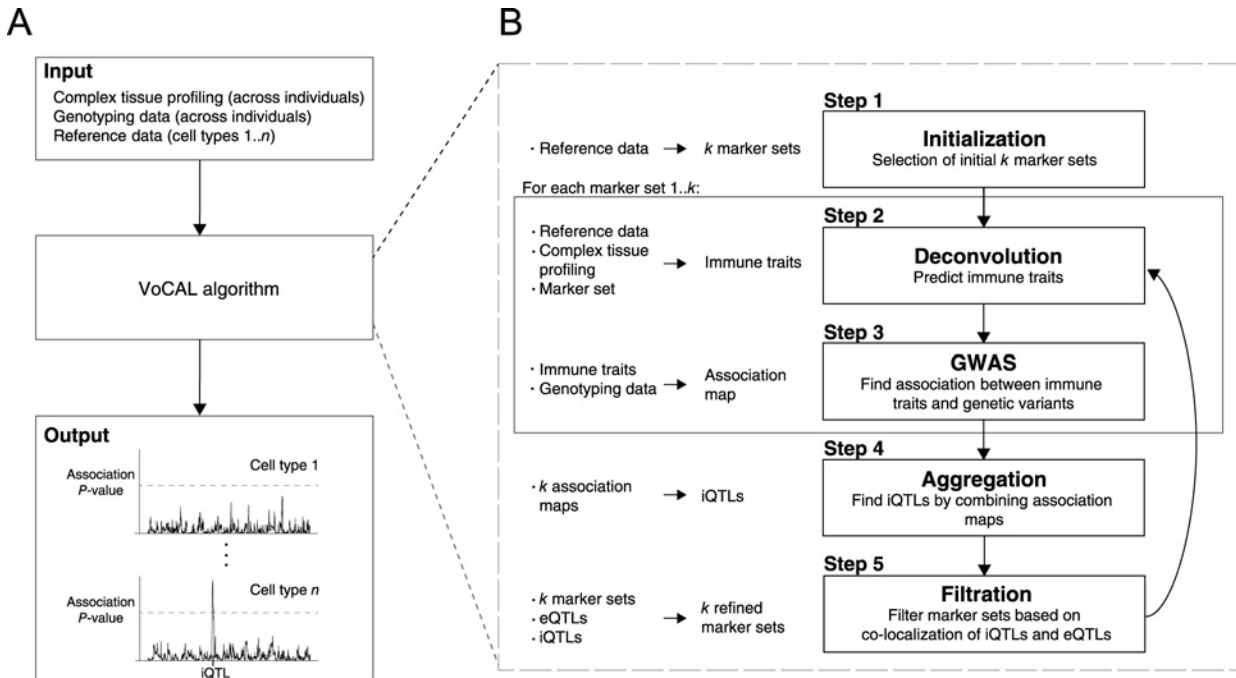 A
Input
Complex tissue profiling (across individuals)
Genotyping data (across individuals)
Reference data (cell types 1..n)
VoCAL algorithm
Output
Cell type 1
Association
P-value
Cell type n
Association
P-value
iQTL
B
Step 1
Initialization
Selection of initial k marker sets
· Reference data → k marker sets
For each marker set 1..k:
Step 2
Deconvolution
Predict immune traits
· Reference data
· Complex tissue
profiling
· Marker set
→ Immune traits
Step 3
GWAS
Find association between immune
traits and genetic variants
· Immune traits
· Genotyping data
→ Association
map
Step 4
Aggregation
Find iQTLs by combining association
maps
· k association
maps
→ iQTLs
Step 5
Filtration
Filter marker sets based on
co-localization of iQTLs and eQTLs
· k marker sets
· eQTLs
· iQTLs
→ k refined
marker sets